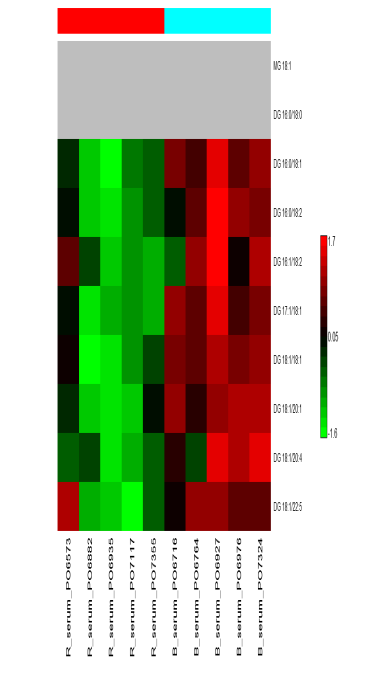 MG 18:1
DG 16:0/18:0
DG 16:0/18:1
DG 16:0/18:2
DG 18:1/18:2
DG 17:1/18:1
DG 18:1/18:1
DG 18:1/20:1
DG 18:1/20:4
DG 18:1/22:5
1.7
0.05
-1.6
R_serum_PO6573
R_serum_PO6882
R_serum_PO6935
R_serum_PO7117
R_serum_PO7355
B_serum_PO6716
B_serum_PO6764
B_serum_PO6927
B_serum_PO6976
B_serum_PO7324